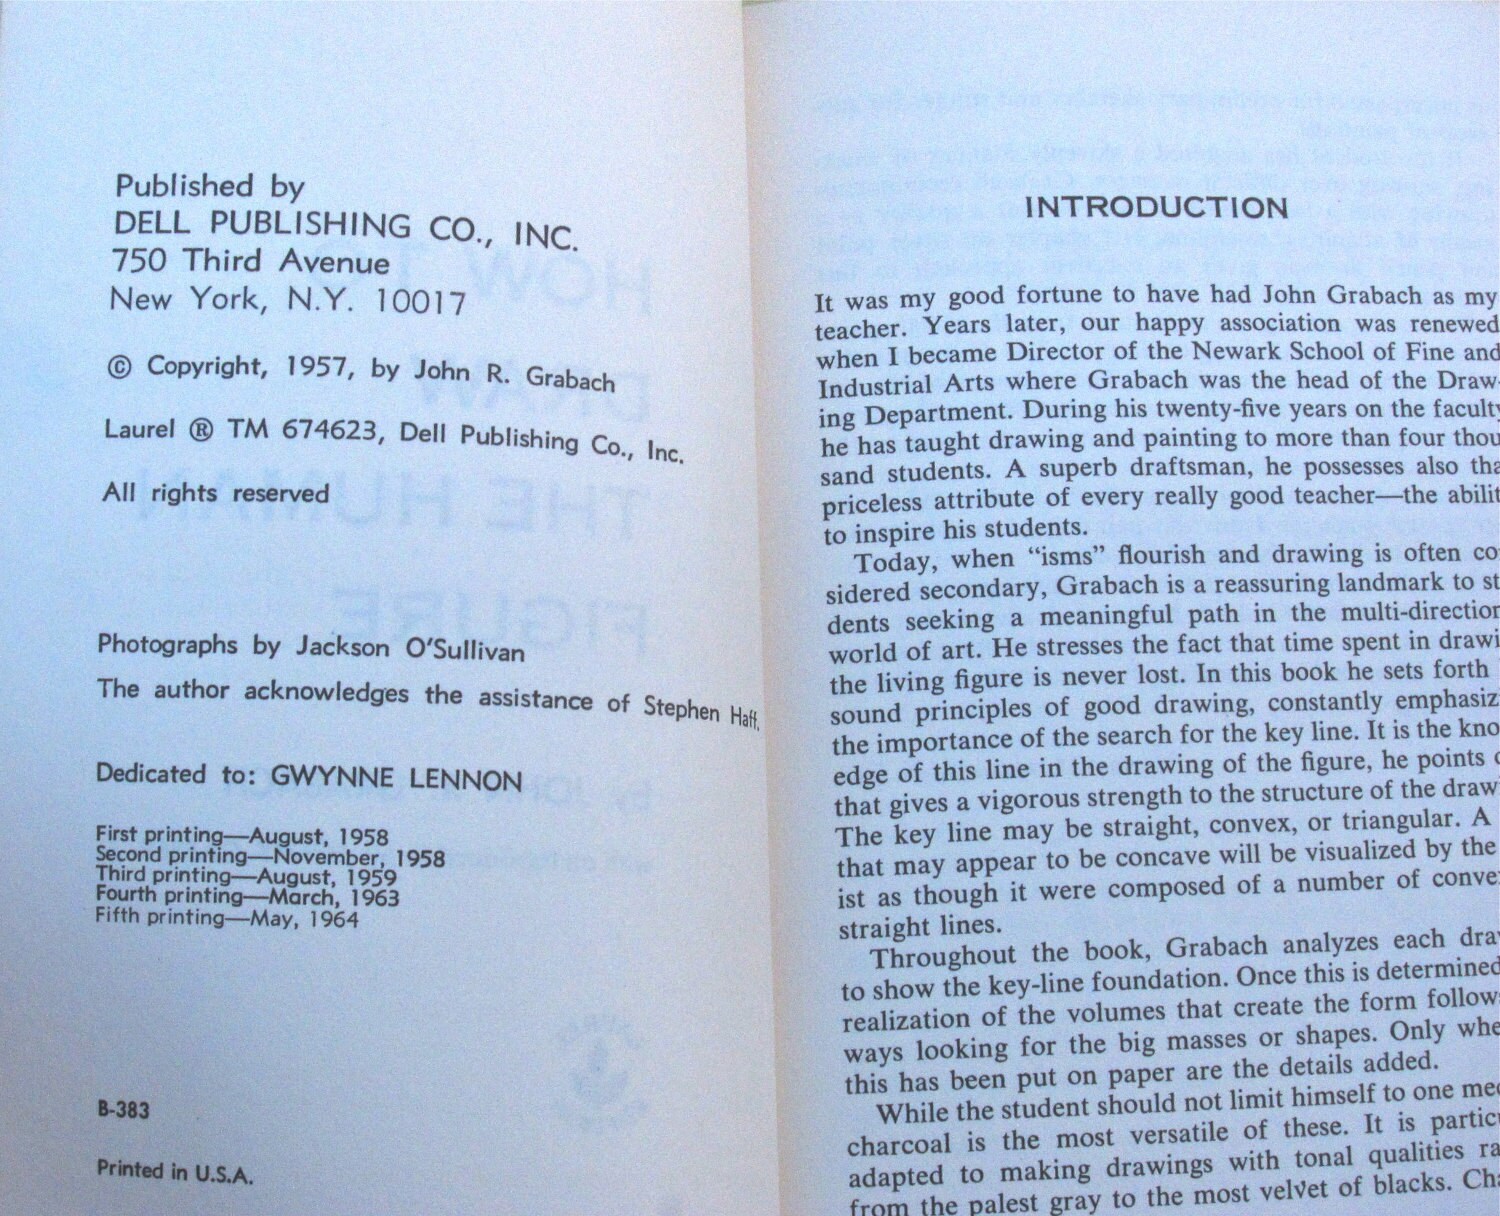 Published by
DELL PUBLISHING CO., INC.
750 Third Avenue
New York, N.Y. 10017
© Copyright, 1957, by John R. Grabach
Laurel ® TM 674623, Dell Publishing Co., Inc.
All rights reserved
Photographs by Jackson O'Sullivan
The author acknowledges the assistance of Stephen Haff.
Dedicated to: GWYNNE LENNON
First printing—August, 1958
Second printing—November, 1958
Third printing—August, 1959
Fourth printing—March, 1963
Fifth printing—May, 1964
B-383
Printed in U.S.A.
INTRODUCTION
It was my good fortune to have had John Grabach as my
teacher. Years later, our happy association was renewed
when I became Director of the Newark School of Fine and
Industrial Arts where Grabach was the head of the Draw-
ing Department. During his twenty-five years on the faculty
he has taught drawing and painting to more than four thou
sand students. A superb draftsman, he possesses also tha
priceless attribute of every really good teacher—the abilit
to inspire his students.
Today, when “isms” flourish and drawing is often co
sidered secondary, Grabach is a reassuring landmark to st
dents seeking a meaningful path in the multi-direction
world of art. He stresses the fact that time spent in drawi
the living figure is never lost. In this book he sets forth
sound principles of good drawing, constantly emphasiz
the importance of the search for the key line. It is the kno
edge of this line in the drawing of the figure, he points
that gives a vigorous strength to the structure of the draw
The key line may be straight, convex, or triangular. A
that may appear to be concave will be visualized by the
ist as though it were composed of a number of conve
straight lines.
Throughout the book, Grabach analyzes each dra
to show the key-line foundation. Once this is determined
realization of the volumes that create the form follow
ways looking for the big masses or shapes. Only whe
this has been put on paper are the details added.
While the student should not limit himself to one me
charcoal is the most versatile of these. It is partic
adapted to making drawings with tonal qualities ra
from the palest gray to the most velvet of blacks. Cha